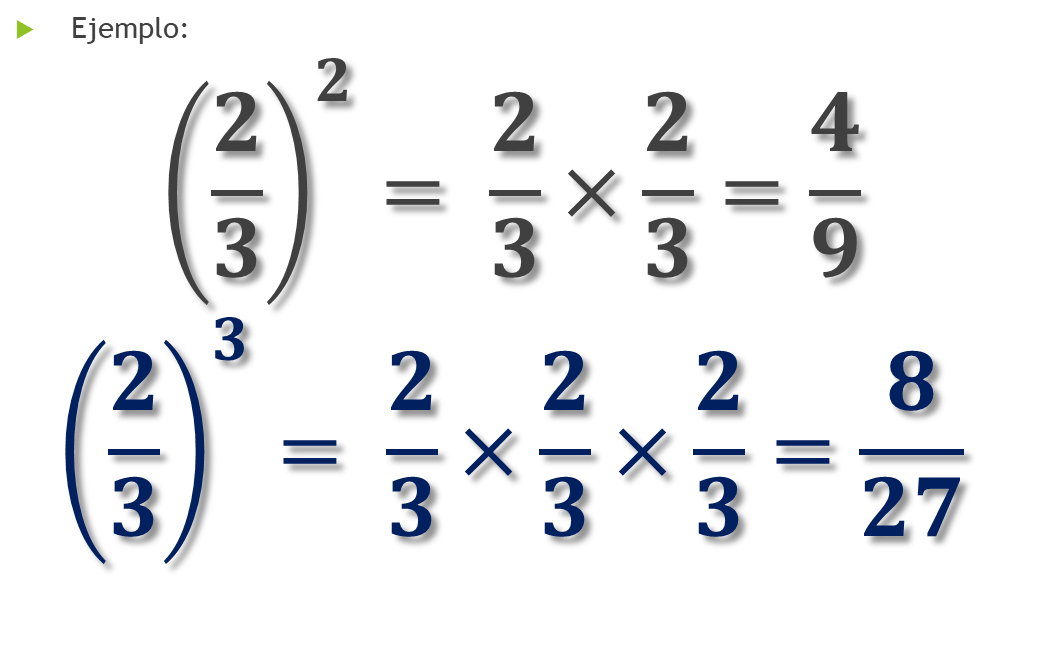 Ejemplo:
(2/3)² = 2/3 × 2/3 = 4/9
(2/3)³ = 2/3 × 2/3 × 2/3 = 8/27